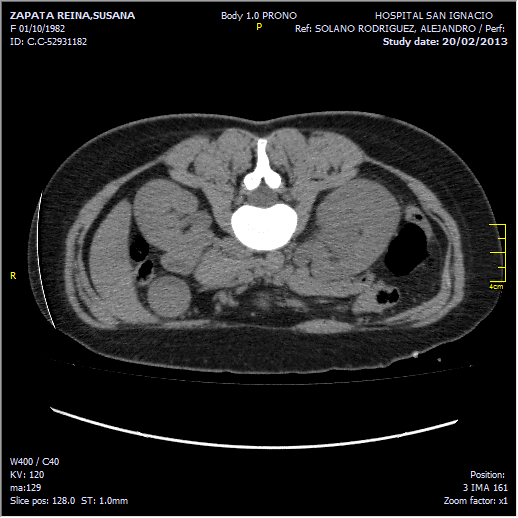 ZAPATA REINA,SUSANA
F 01/10/1982
ID: C.C-52931182
Body 1.0 PRONO
P
HOSPITAL SAN IGNACIO
Ref: SOLANO RODRIGUEZ, ALEJANDRO / Perf:
Study date: 20/02/2013
R
4cm
W400 / C40
KV: 120
ma:129
Slice pos: 128.0 ST: 1.0mm
Position:
3 IMA 161
Zoom factor: x1